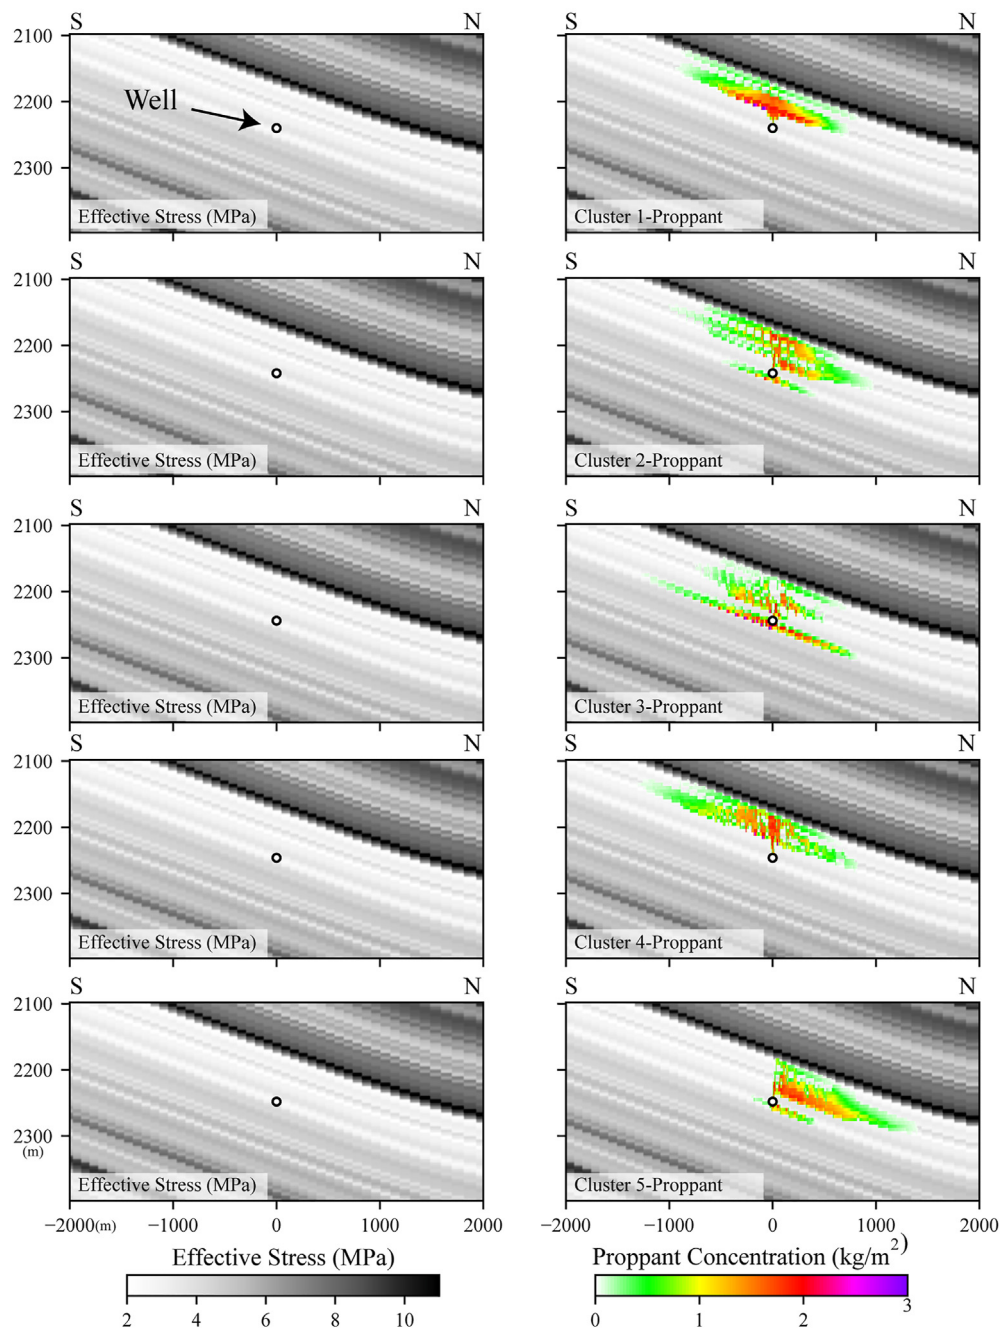 S N S N
2100
2200
2300
Well
Effective Stress (MPa) Cluster 1-Proppant
S N S N
2100
2200
2300
Effective Stress (MPa) Cluster 2-Proppant
S N S N
2100
2200
2300
Effective Stress (MPa) Cluster 3-Proppant
S N S N
2100
2200
2300
Effective Stress (MPa) Cluster 4-Proppant
S N S N
2100
2200
2300
(m)
Effective Stress (MPa) Cluster 5-Proppant
−2000(m) −1000 0 1000 2000 −2000 −1000 0 1000 2000
Effective Stress (MPa) Proppant Concentration (kg/m²)
2 4 6 8 10 0 1 2 3